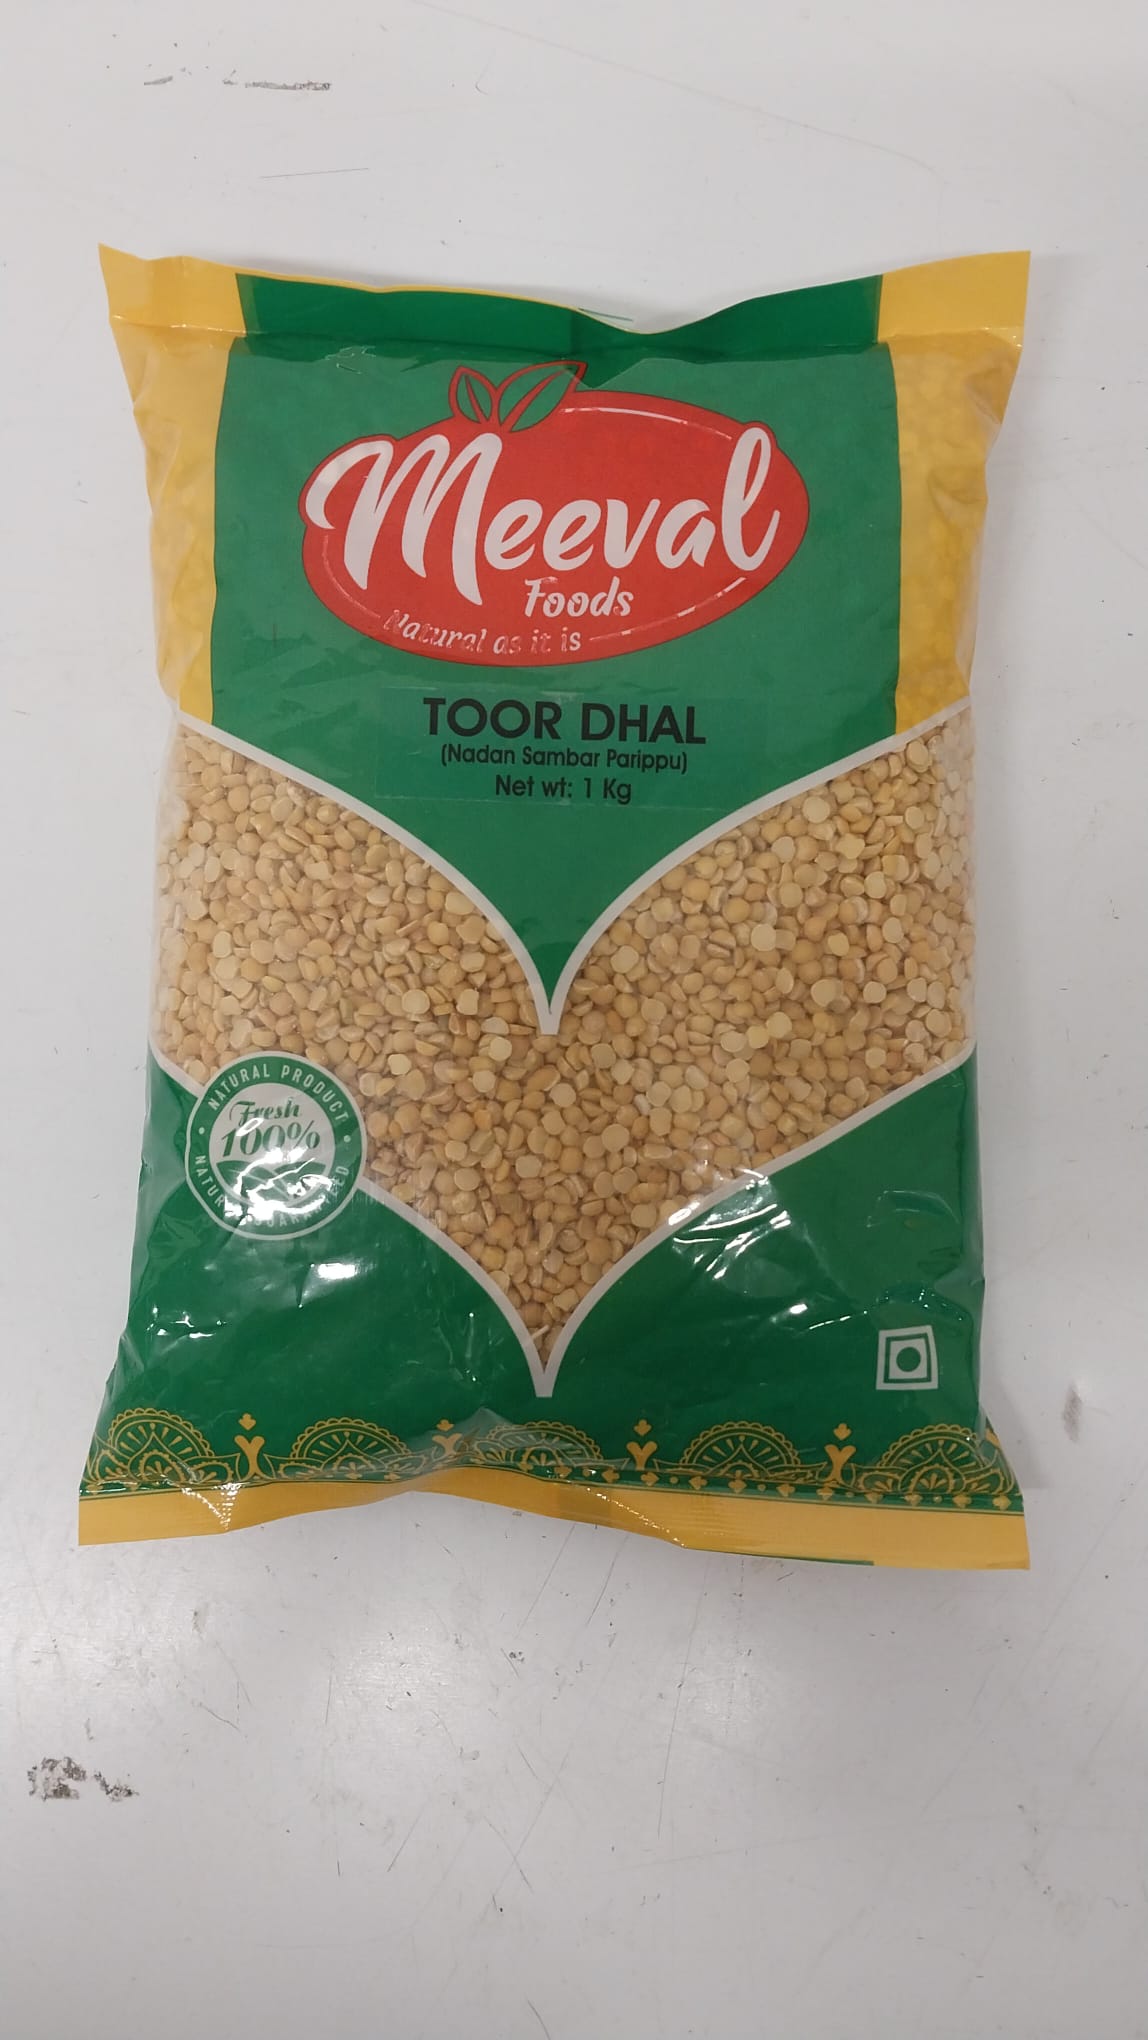 Meeval
Foods
Natural as it is
TOOR DHAL
(Nadan Sambar Parippu)
Net wt: 1 Kg
NATURAL PRODUCT
Fresh
100%